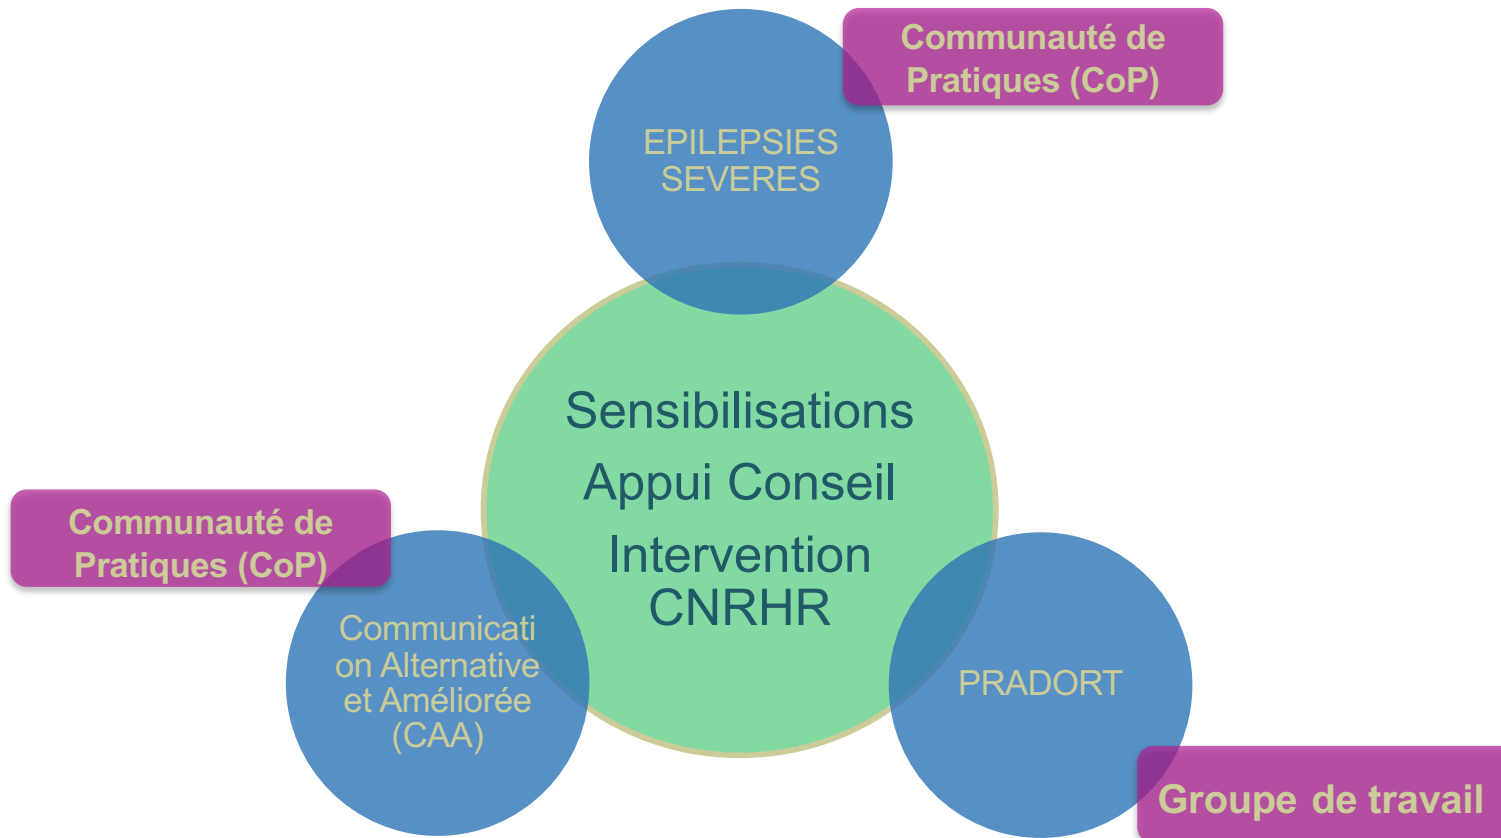 Communauté de
Pratiques (CoP)
EPILEPSIES
SEVERES
Sensibilisations
Appui Conseil
Intervention
CNRHR
Communauté de
Pratiques (CoP)
Communicati
on Alternative
et Améliorée
(CAA)
PRADORT
Groupe de travail